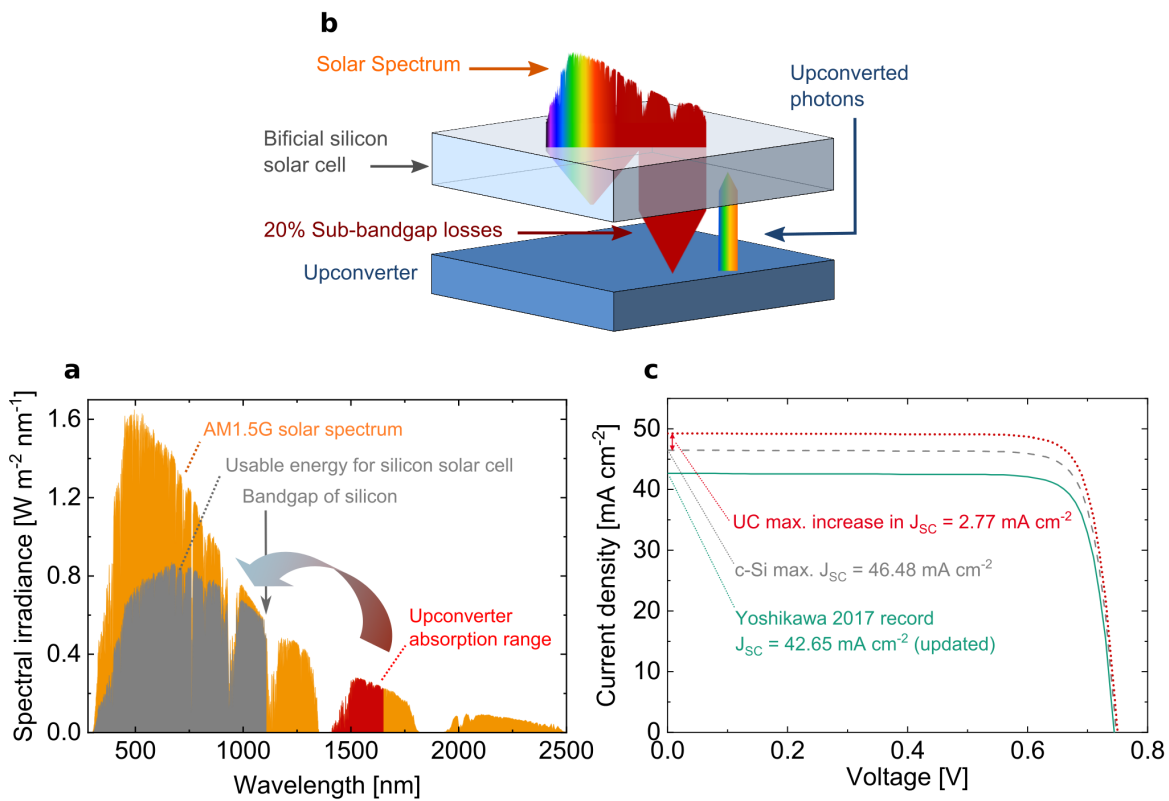 b
Solar Spectrum
Upconverted
photons
Bificial silicon
solar cell
20% Sub-bandgap losses
Upconverter
a
Spectral irradiance [W m⁻² nm⁻¹]
1.6
1.2
0.8
0.4
0.0
AM1.5G solar spectrum
Usable energy for silicon solar cell
Bandgap of silicon
Upconverter
absorption range
500 1000 1500 2000 2500
Wavelength [nm]
c
Current density [mA cm⁻²]
50
40
30
20
10
0
UC max. increase in J_SC = 2.77 mA cm⁻²
c-Si max. J_SC = 46.48 mA cm⁻²
Yoshikawa 2017 record
J_SC = 42.65 mA cm⁻² (updated)
0.0 0.2 0.4 0.6 0.8
Voltage [V]